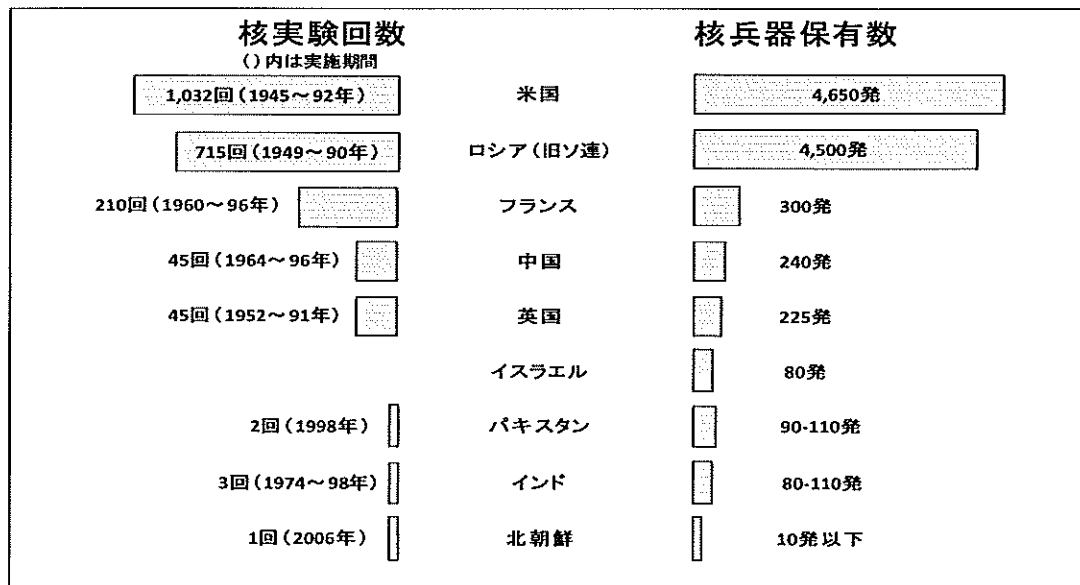 核実験回数 核兵器保有数
()内は実施期間
1,032回(1945～92年) 米国 4,650発
715回(1949～90年) ロシア(旧ソ連) 4,500発
210回(1960～96年) フランス 300発
45回(1964～96年) 中国 240発
45回(1952～91年) 英国 225発
イスラエル 80発
2回(1998年) パキスタン 90-110発
3回(1974～98年) インド 80-110発
1回(2006年) 北朝鮮 10発以下